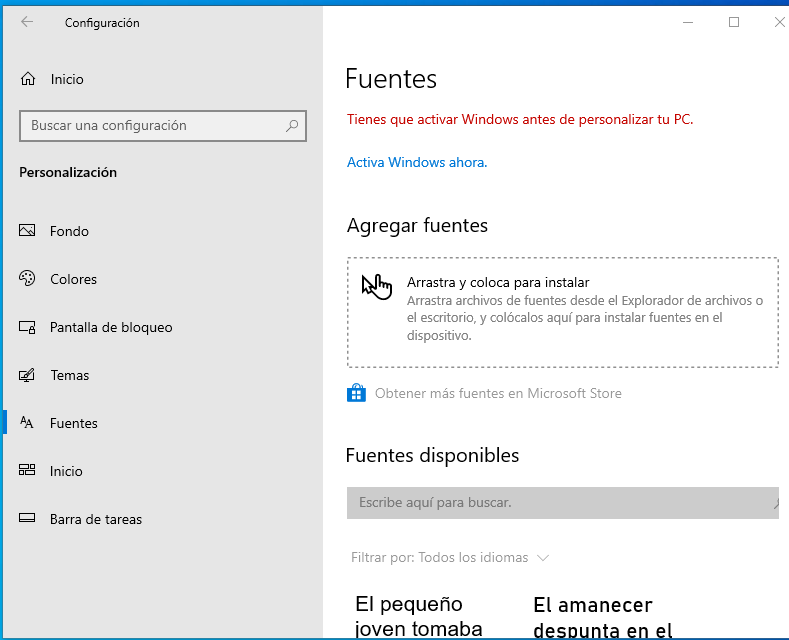 Configuración
Inicio
Buscar una configuración
Personalización
Fondo
Colores
Pantalla de bloqueo
Temas
Fuentes
Inicio
Barra de tareas
Fuentes
Tienes que activar Windows antes de personalizar tu PC.
Activa Windows ahora.
Agregar fuentes
Arrastra y coloca para instalar
Arrastra archivos de fuentes desde el Explorador de archivos o
el escritorio, y colócalos aquí para instalar fuentes en el
dispositivo.
Obtener más fuentes en Microsoft Store
Fuentes disponibles
Escribe aquí para buscar.
Filtrar por: Todos los idiomas
El pequeño
joven tomaba
El amanecer
despunta en el